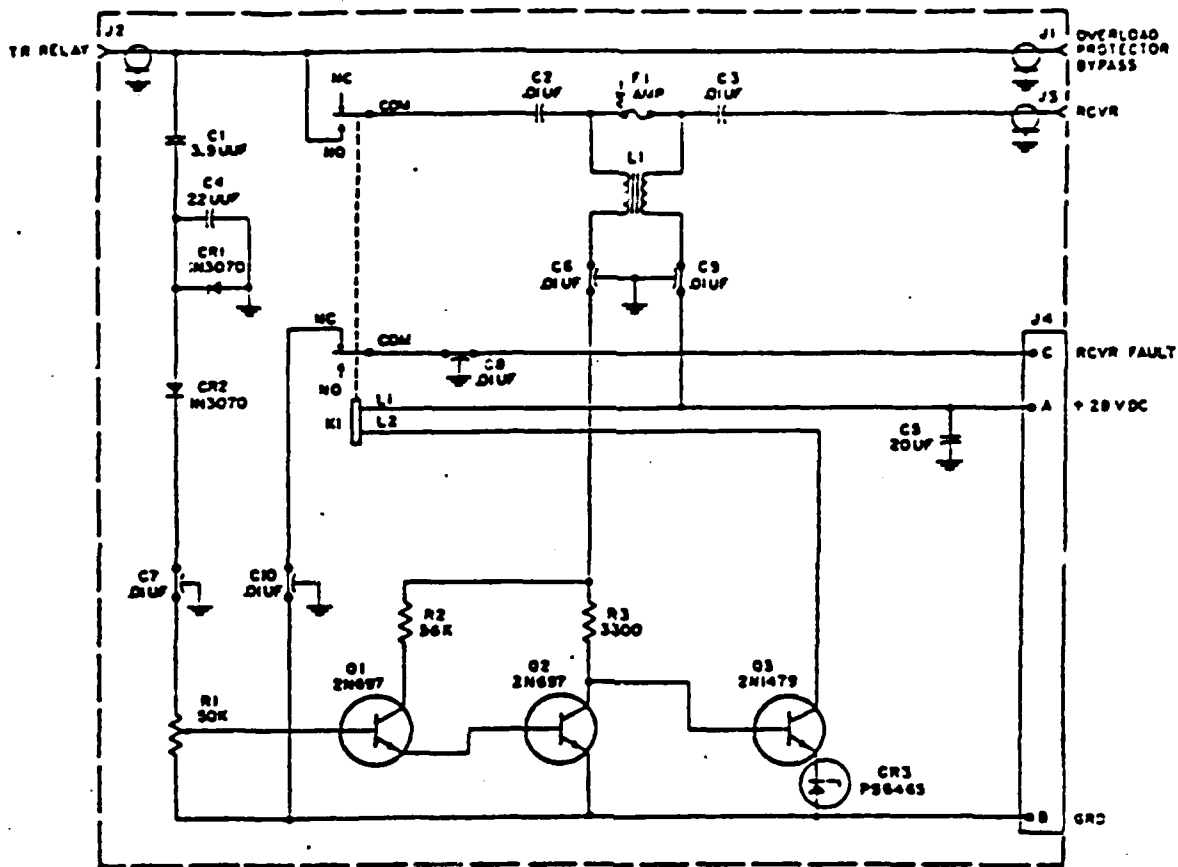 J2
TR RELAY
J1
OVERLOAD
PROTECTOR
BYPASS
NC
COM
NO
C2
.01UF
F1
1/2 AMP
C3
.01UF
J3
RCVR
C1
3.9UUF
C4
22UUF
L1
CR1
1N3070
C6
.01UF
C9
.01UF
NC
COM
NO
C8
.01UF
J4
C
RCVR FAULT
CR2
1N3070
K1
L1
L2
A
+28 VDC
C5
20UF
C7
.01UF
C10
.01UF
R2
56K
R3
3300
Q1
2N697
Q2
2N697
Q3
2N1479
R1
50K
CR3
PS6465
B
GRD